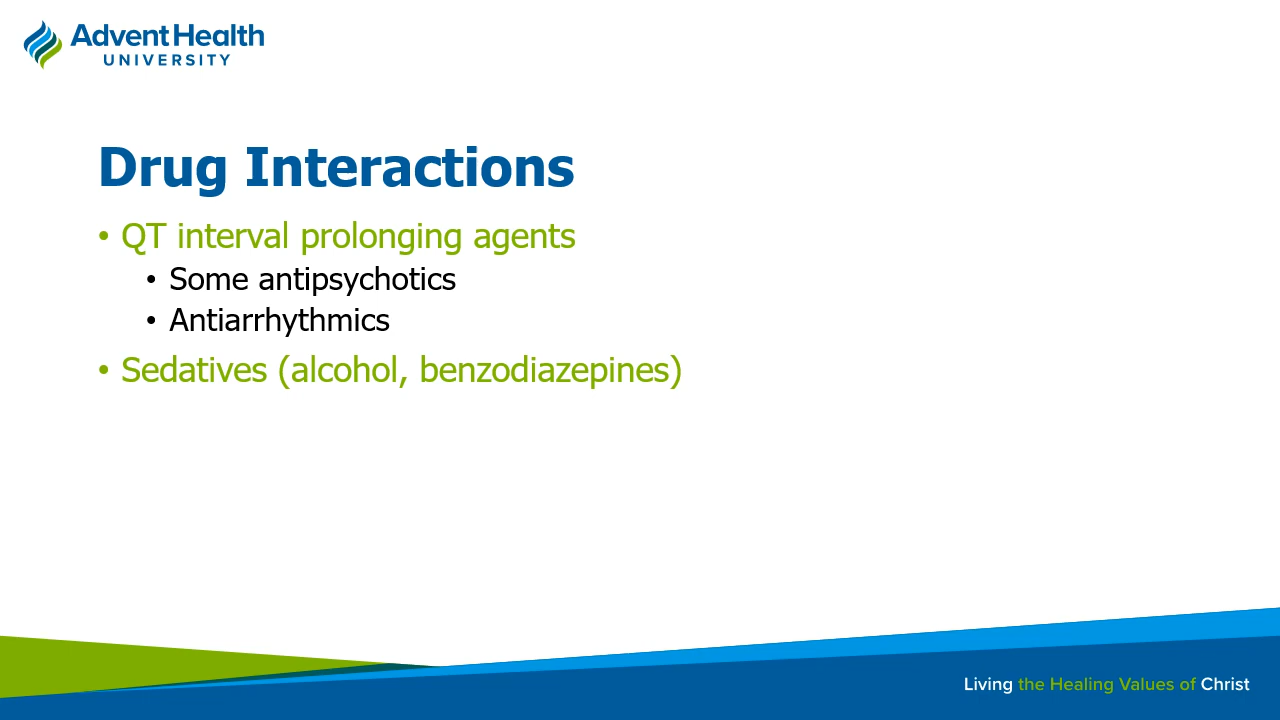 AdventHealth
UNIVERSITY
Drug Interactions
• QT interval prolonging agents
• Some antipsychotics
• Antiarrhythmics
• Sedatives (alcohol, benzodiazepines)
Living the Healing Values of Christ